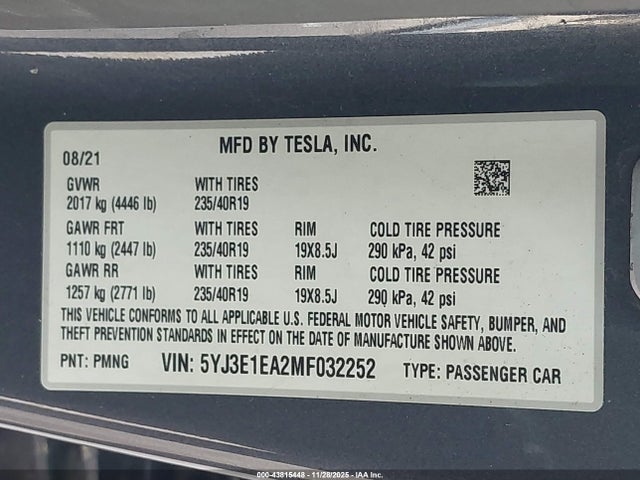 08/21 MFD BY TESLA, INC.
GVWR WITH TIRES
2017 kg (4446 lb) 235/40R19
GAWR FRT WITH TIRES RIM COLD TIRE PRESSURE
1110 kg (2447 lb) 235/40R19 19X8.5J 290 kPa, 42 psi
GAWR RR WITH TIRES RIM COLD TIRE PRESSURE
1257 kg (2771 lb) 235/40R19 19X8.5J 290 kPa, 42 psi
THIS VEHICLE CONFORMS TO ALL APPLICABLE U.S. FEDERAL MOTOR VEHICLE SAFETY, BUMPER, AND
THEFT PREVENTION STANDARDS IN EFFECT ON THE DATE OF MANUFACTURE SHOWN ABOVE.
PNT: PMNG VIN: 5YJ3E1EA2MF032252 TYPE: PASSENGER CAR
000-43815448 - 11/28/2025 - IAA Inc.